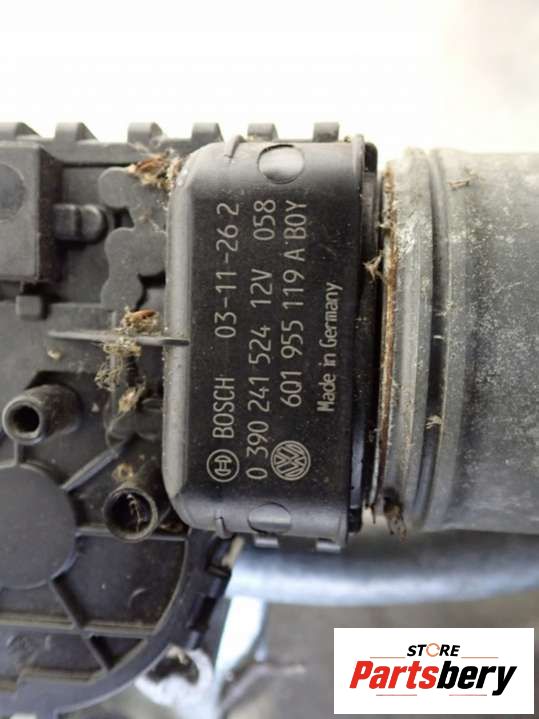 BOSCH 03-11-26 2
0 390 241 524 12V 058
6Q1 955 119 A BOY
Made in Germany
STORE
Partsbery